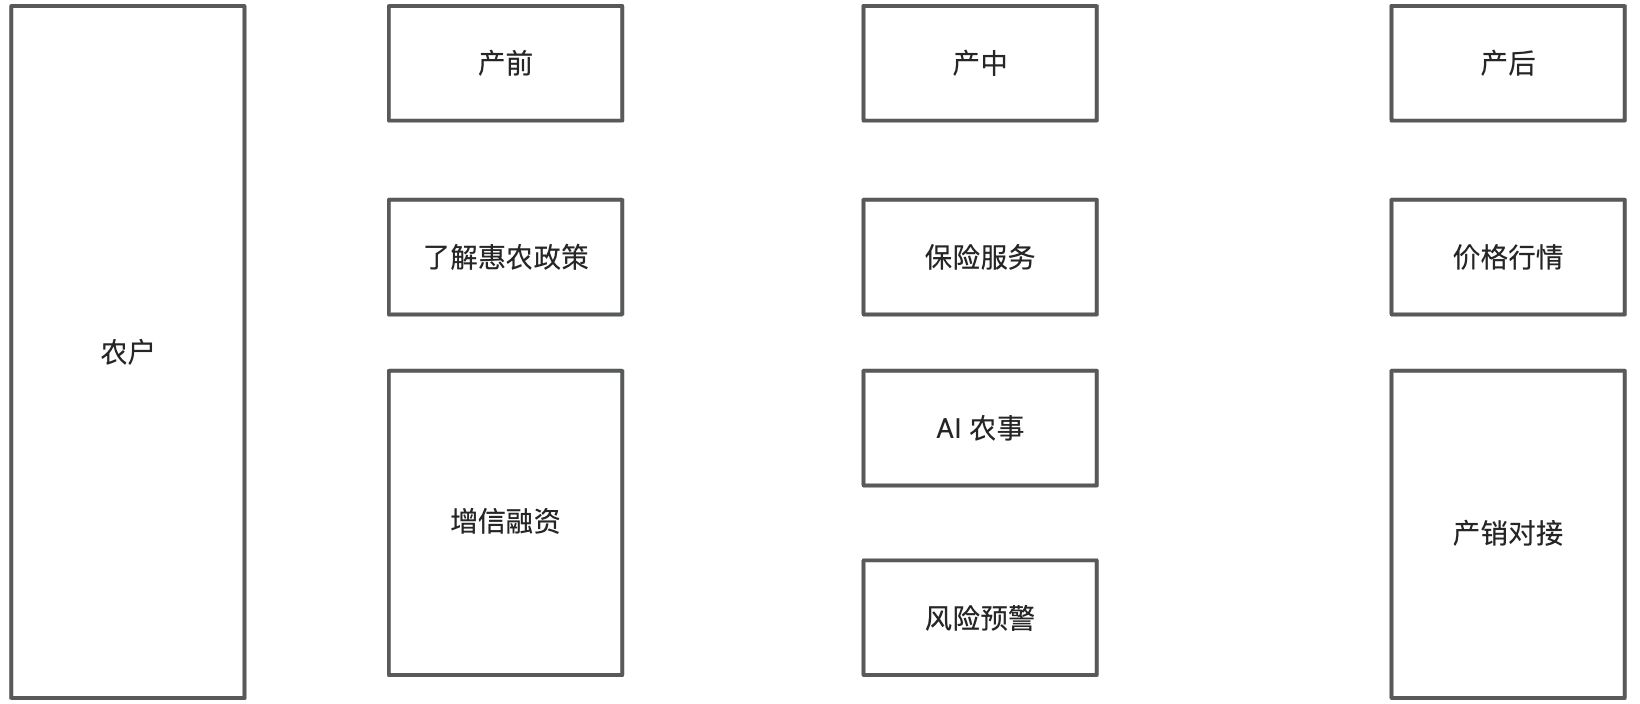 农户
产前
产中
产后
了解惠农政策
保险服务
价格行情
增信融资
AI 农事
产销对接
风险预警